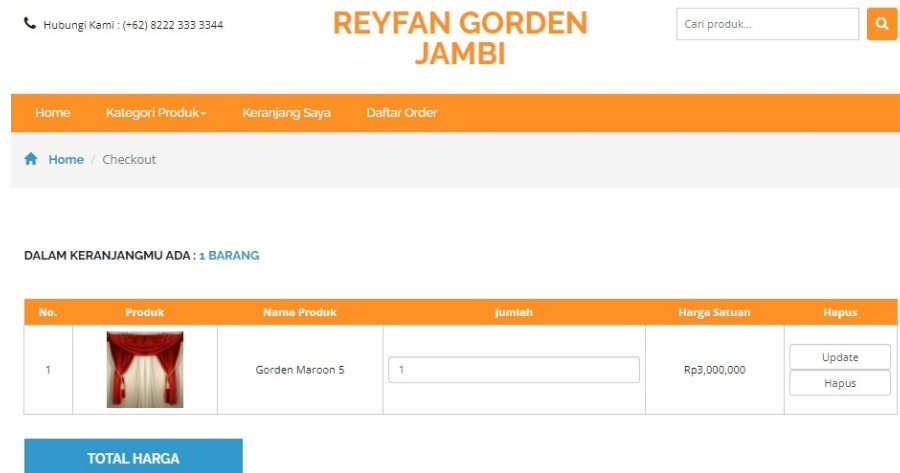 Hubungi Kami : (+62) 8222 333 3344
REYFAN GORDEN
JAMBI
Cari produk...
Home Kategori Produk Keranjang Saya Daftar Order
Home / Checkout
DALAM KERANJANGMU ADA : 1 BARANG
No. Produk Nama Produk Jumlah Harga Satuan Hapus
1 Gorden Maroon 5 1 Rp3,000,000 Update
Hapus
TOTAL HARGA